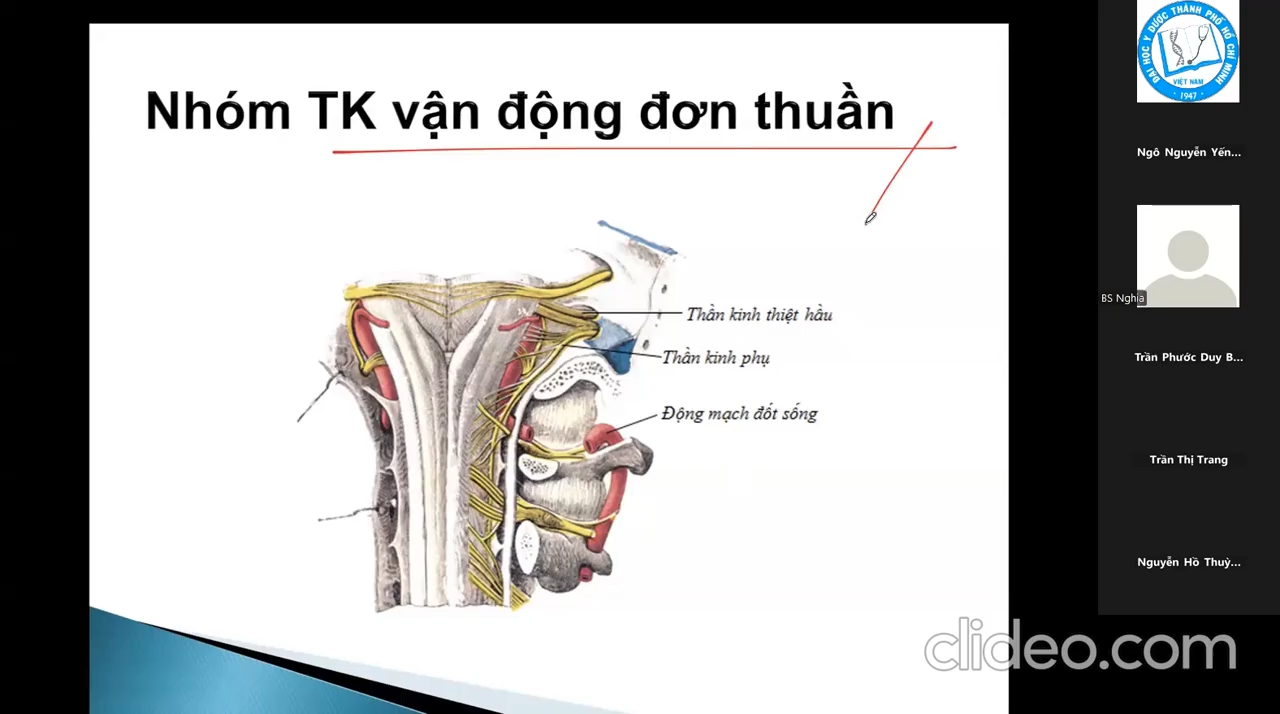 Nhóm TK vận động đơn thuần
Thần kinh thiệt hầu
Thần kinh phụ
Động mạch đốt sống
ĐẠI HỌC Y DƯỢC THÀNH PHỐ HỒ CHÍ MINH
VIỆT NAM
1947
Ngô Nguyễn Yến...
BS Nghĩa
Trần Phước Duy B...
Trần Thị Trang
Nguyễn Hồ Thuỳ...
clideo.com